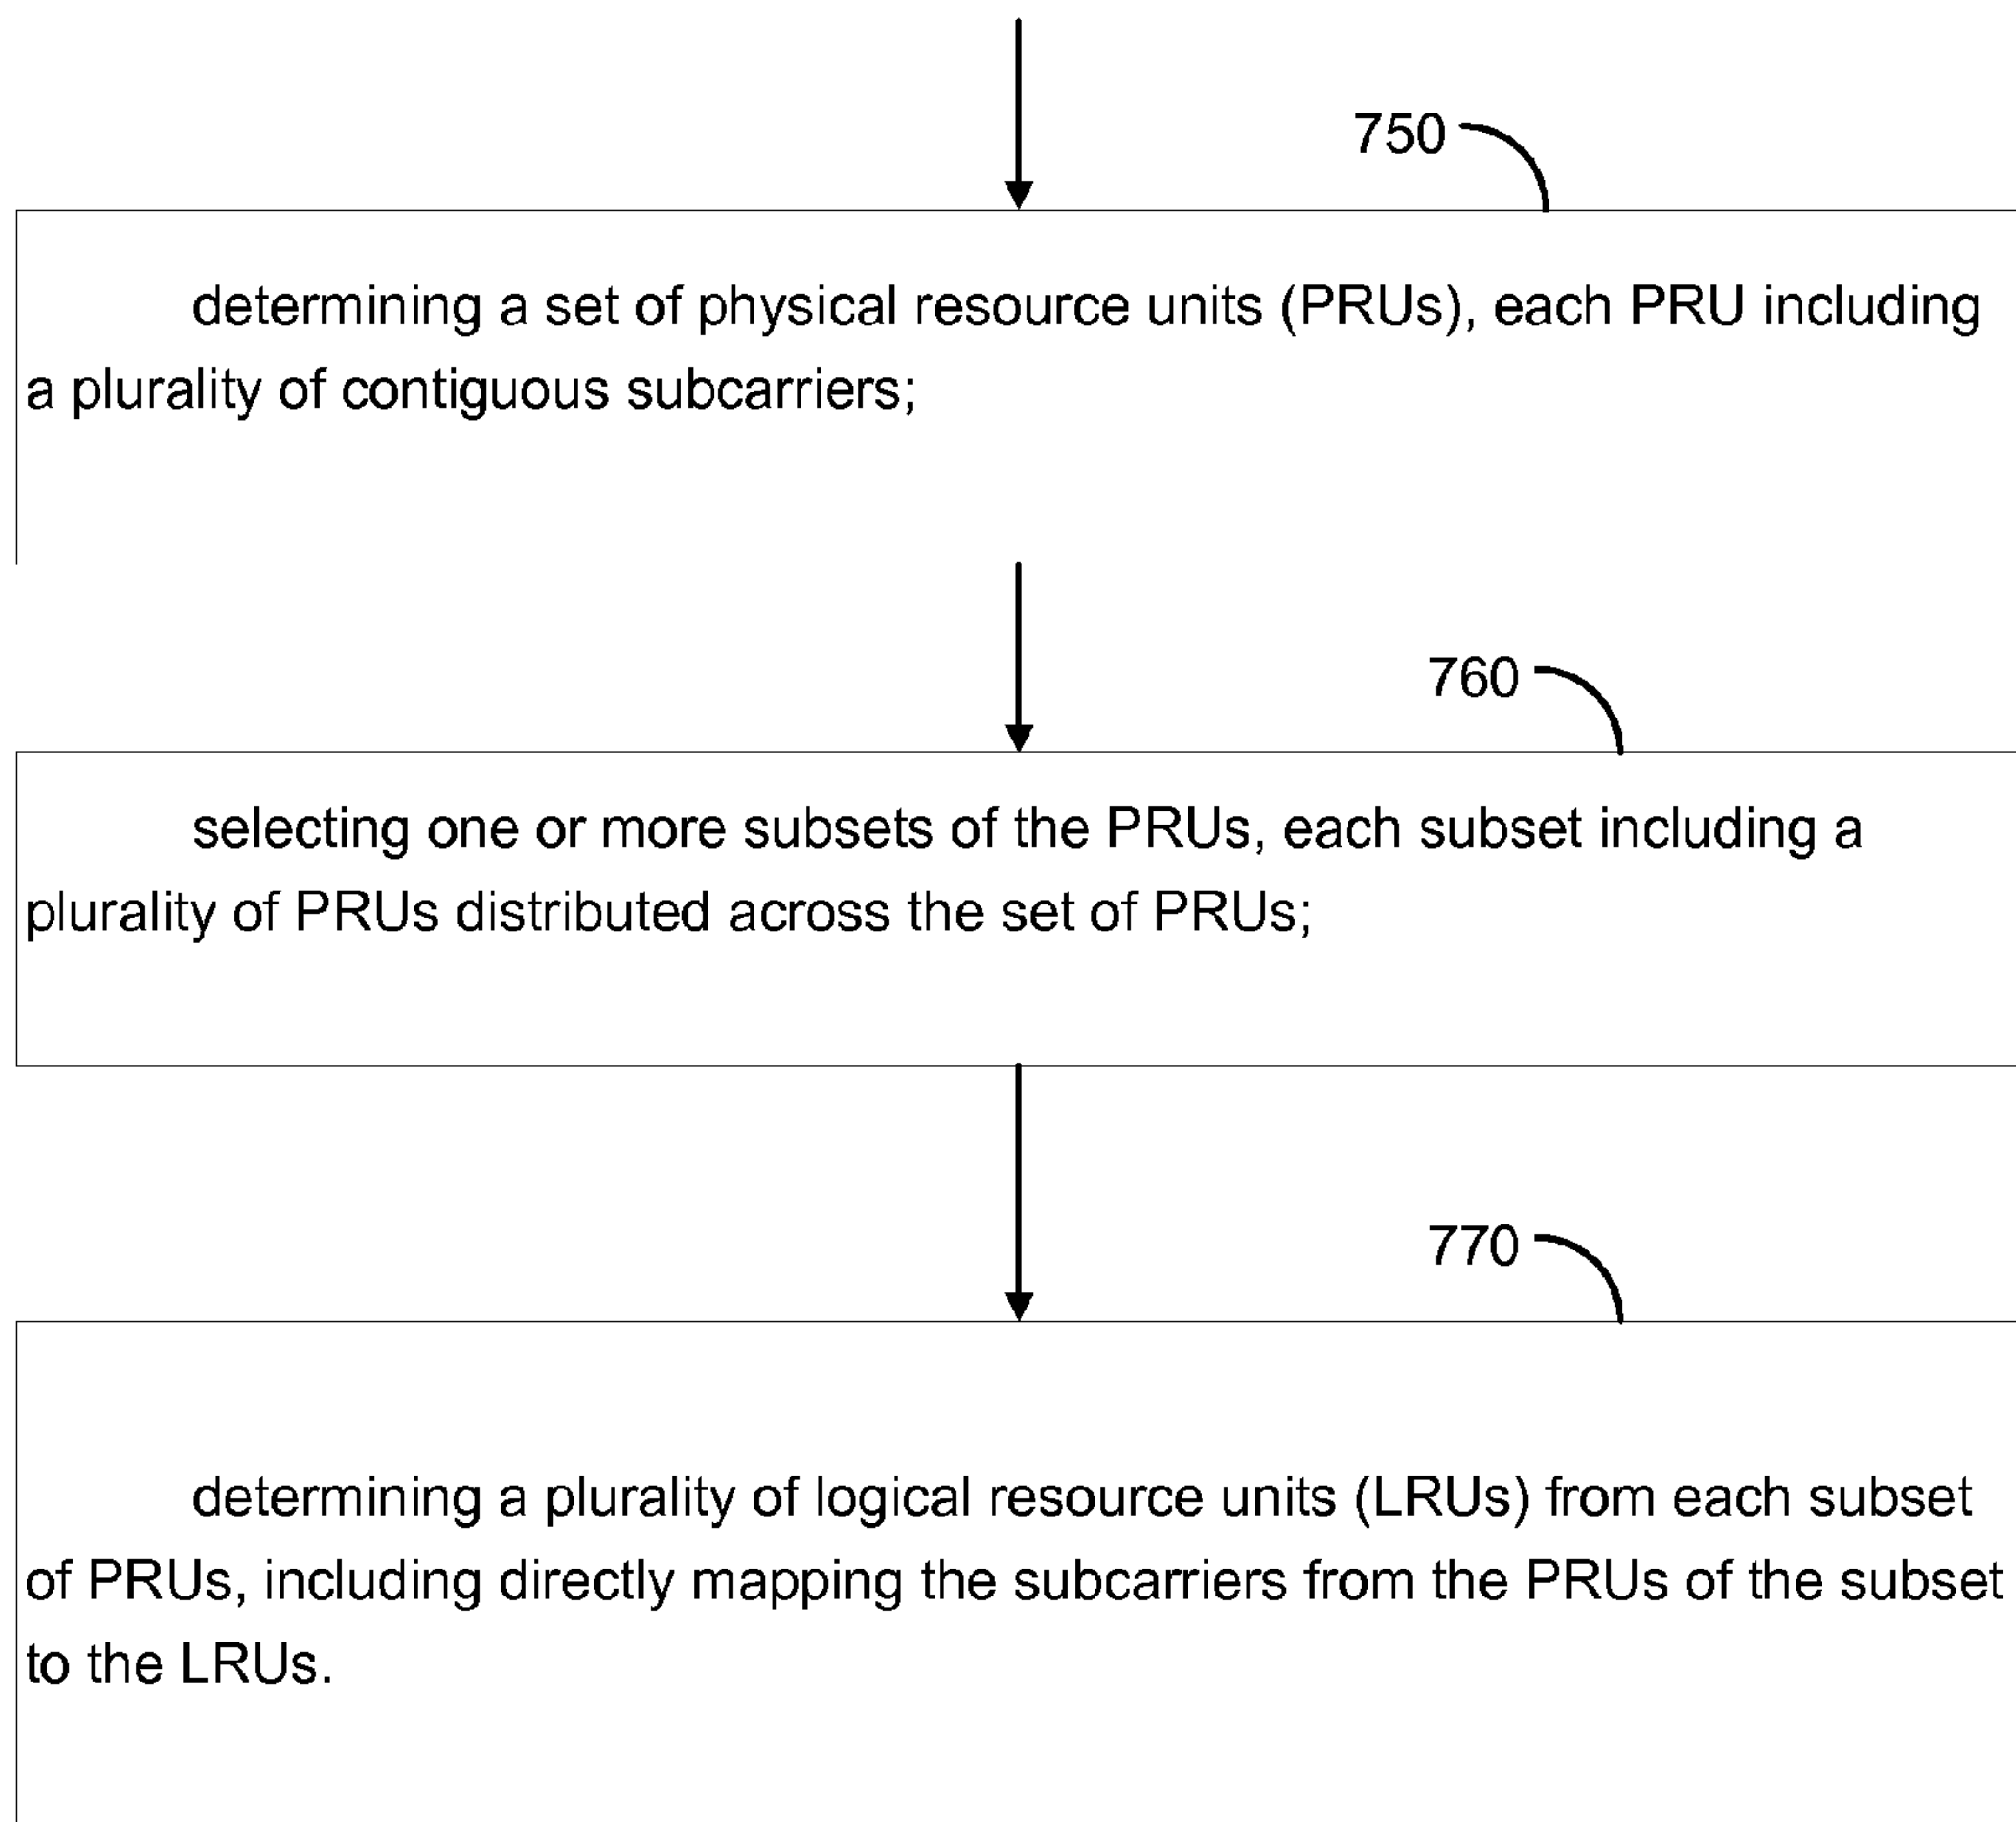 750
determining a set of physical resource units (PRUs), each PRU including
a plurality of contiguous subcarriers;
760
selecting one or more subsets of the PRUs, each subset including a
plurality of PRUs distributed across the set of PRUs;
770
determining a plurality of logical resource units (LRUs) from each subset
of PRUs, including directly mapping the subcarriers from the PRUs of the subset
to the LRUs.